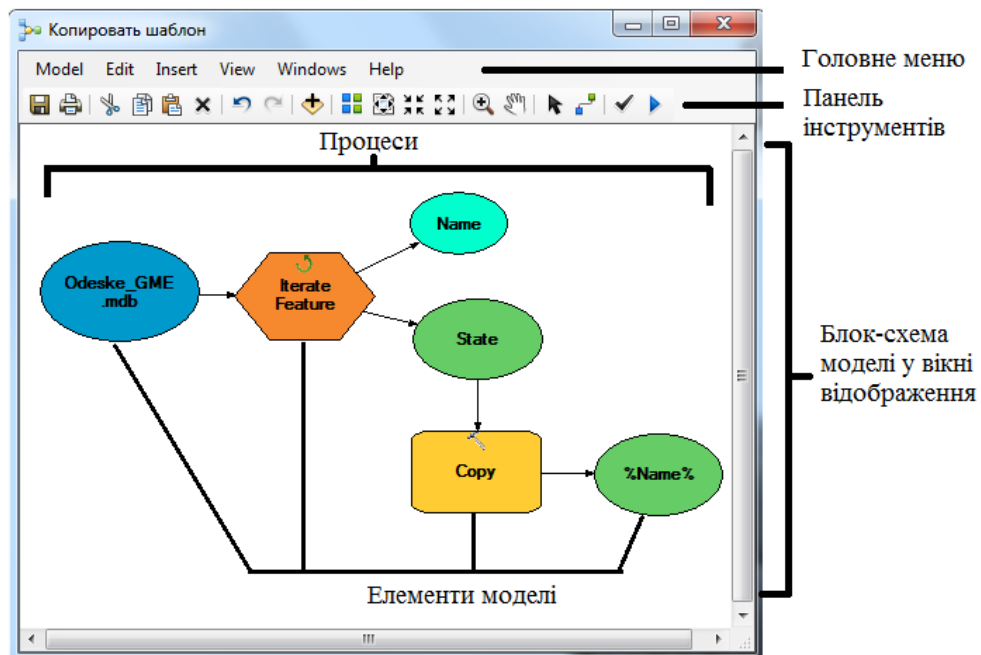 Копировать шаблон
Model Edit Insert View Windows Help
Головне меню
Панель
інструментів
Процеси
Name
Odeske_GME
.mdb
Iterate
Feature
State
Блок-схема
моделі у вікні
відображення
Copy
%Name%
Елементи моделі